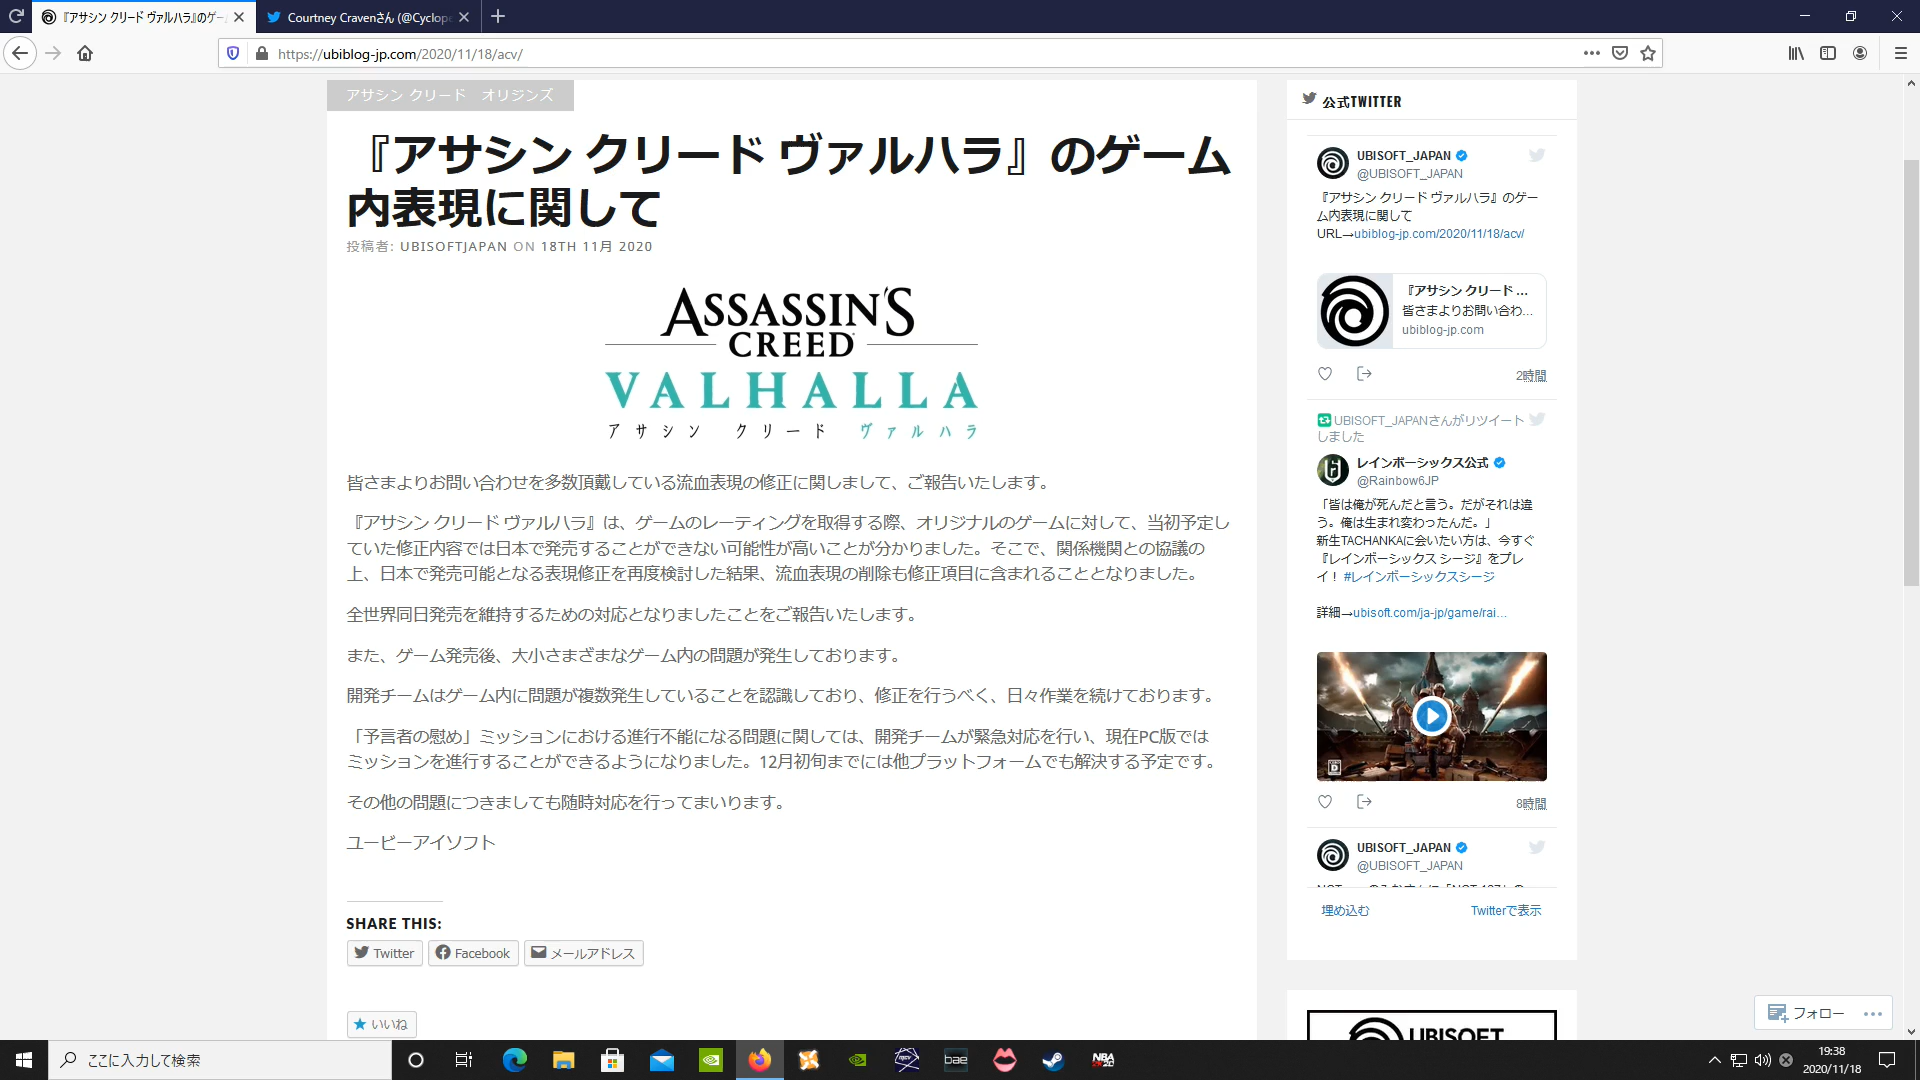 『アサシン クリード ヴァルハラ』のゲー
Courtney Cravenさん (@Cyclope
https://ubiblog-jp.com/2020/11/18/acv/
アサシン クリード　オリジンズ
『アサシン クリード ヴァルハラ』のゲーム
内表現に関して
投稿者: UBISOFTJAPAN ON 18TH 11月 2020
ASSASSIN'S
CREED
VALHALLA
アサシン クリード ヴァルハラ
皆さまよりお問い合わせを多数頂戴している流血表現の修正に関しまして、ご報告いたします。
『アサシン クリード ヴァルハラ』は、ゲームのレーティングを取得する際、オリジナルのゲームに対して、当初予定し
ていた修正内容では日本で発売することができない可能性が高いことが分かりました。そこで、関係機関との協議の
上、日本で発売可能となる表現修正を再度検討した結果、流血表現の削除も修正項目に含まれることとなりました。
全世界同日発売を維持するための対応となりましたことをご報告いたします。
また、ゲーム発売後、大小さまざまなゲーム内の問題が発生しております。
開発チームはゲーム内に問題が複数発生していることを認識しており、修正を行うべく、日々作業を続けております。
「予言者の慰め」ミッションにおける進行不能になる問題に関しては、開発チームが緊急対応を行い、現在PC版では
ミッションを進行することができるようになりました。12月初旬までには他プラットフォームでも解決する予定です。
その他の問題につきましても随時対応を行ってまいります。
ユービーアイソフト
SHARE THIS:
Twitter
Facebook
メールアドレス
いいね
公式TWITTER
UBISOFT_JAPAN
@UBISOFT_JAPAN
『アサシン クリード ヴァルハラ』のゲー
ム内表現に関して
URL→ubiblog-jp.com/2020/11/18/acv/
『アサシン クリード ...
皆さまよりお問い合わ...
ubiblog-jp.com
2時間
UBISOFT_JAPANさんがリツイート
しました
レインボーシックス公式
@Rainbow6JP
「皆は俺が死んだと言う。だがそれは違
う。俺は生まれ変わったんだ。」
新生TACHANKAに会いたい方は、今すぐ
『レインボーシックス シージ』をプレ
イ！ #レインボーシックスシージ
詳細→ubisoft.com/ja-jp/game/rai...
D
8時間
UBISOFT_JAPAN
@UBISOFT_JAPAN
埋め込む
Twitterで表示
UBISOFT
フォロー
ここに入力して検索
bae
NBA
2K20
19:38
2020/11/18